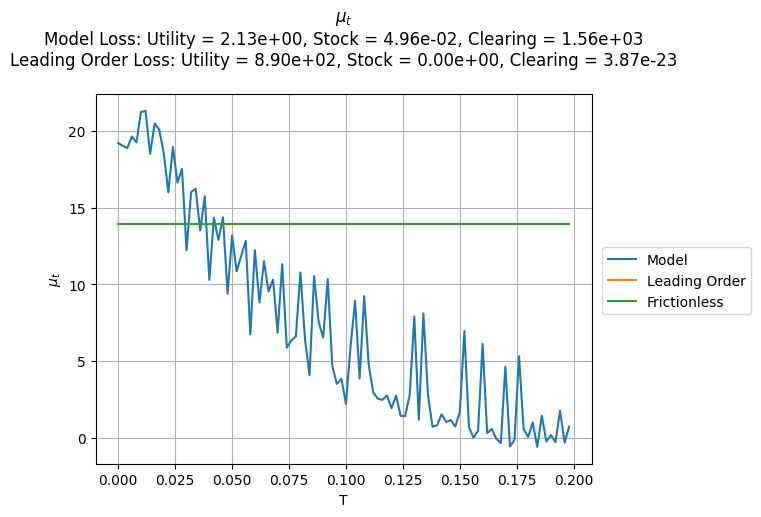 μt
Model Loss: Utility = 2.13e+00, Stock = 4.96e-02, Clearing = 1.56e+03
Leading Order Loss: Utility = 8.90e+02, Stock = 0.00e+00, Clearing = 3.87e-23
20
15
10
5
0
μt
Model
Leading Order
Frictionless
0.000 0.025 0.050 0.075 0.100 0.125 0.150 0.175 0.200
T